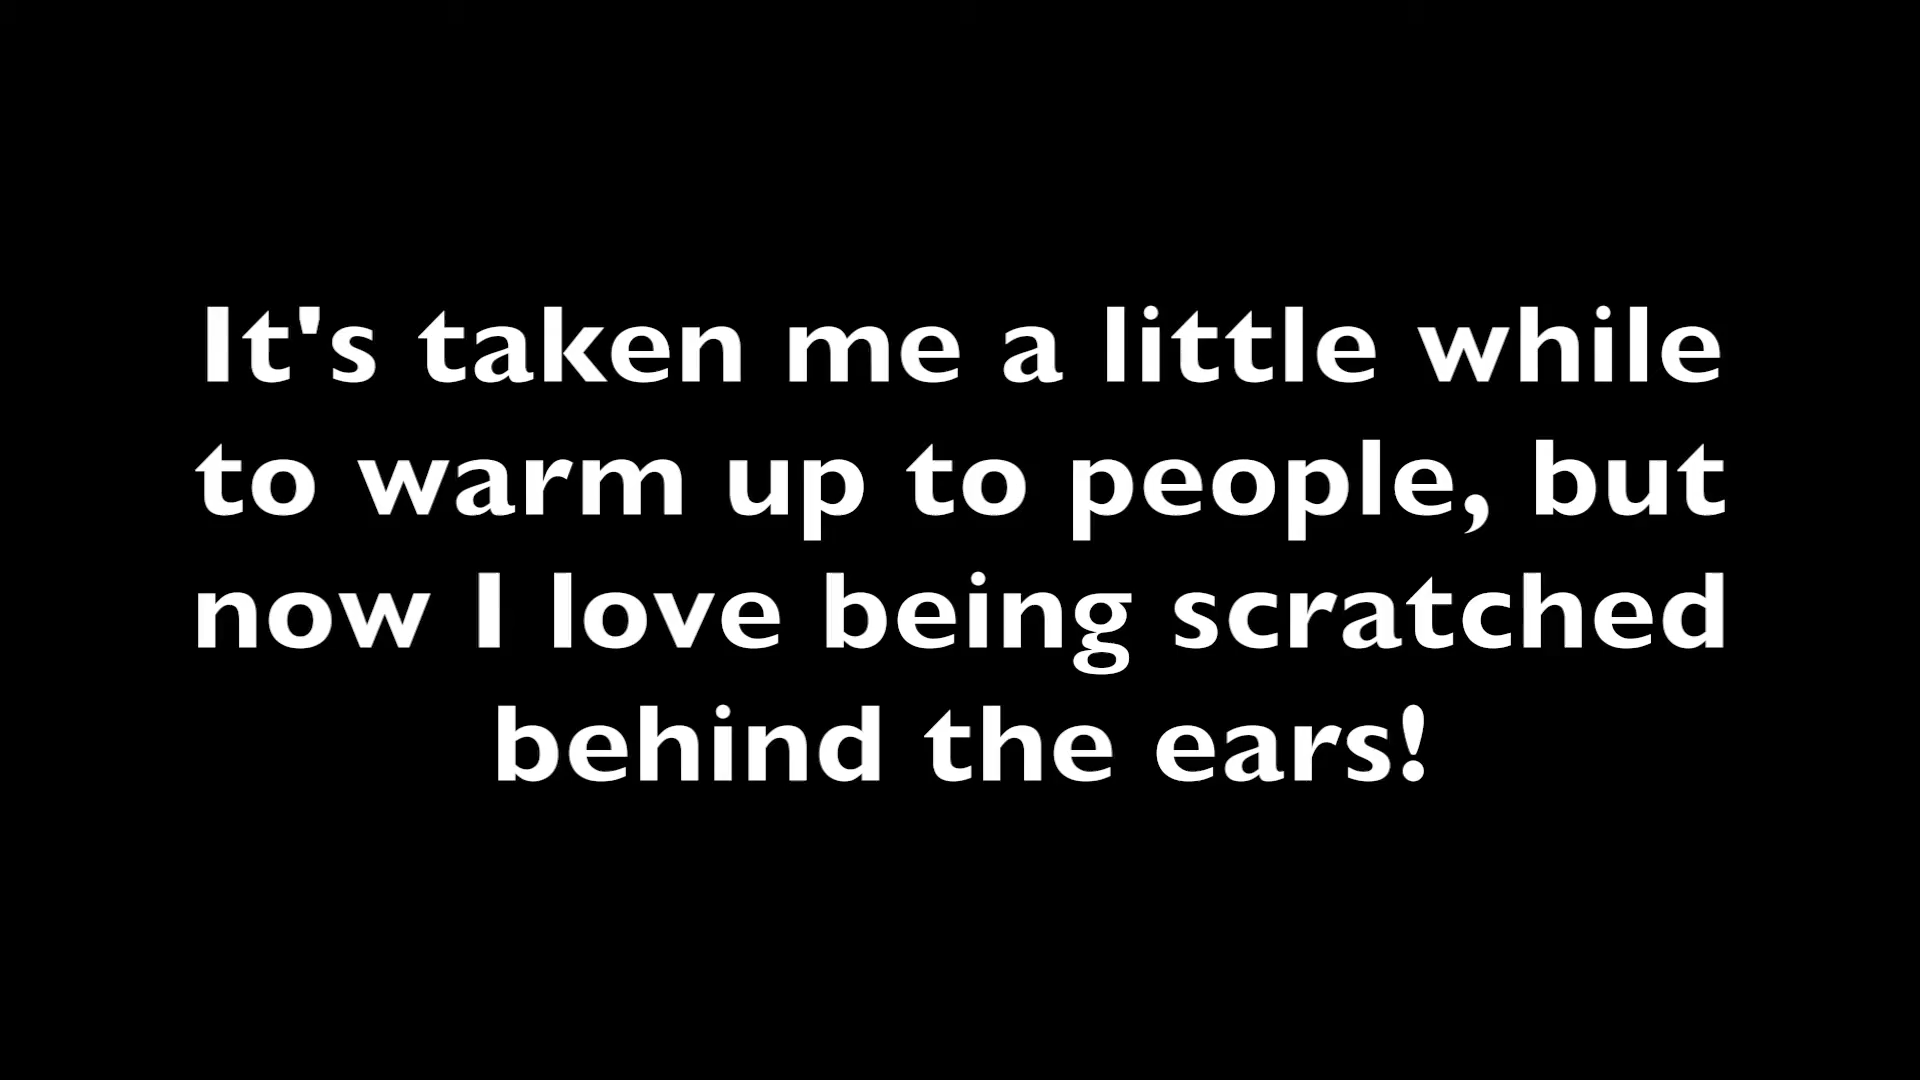 It's taken me a little while
to warm up to people, but
now I love being scratched
behind the ears!